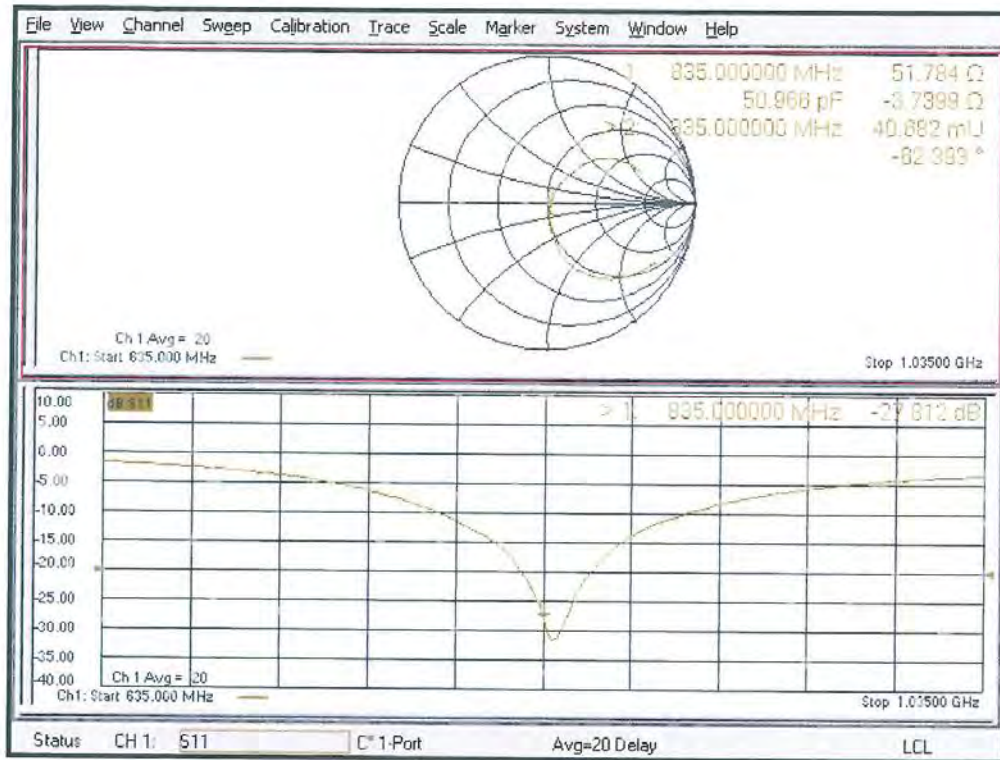 File View Channel Sweep Calibration Trace Scale Marker System Window Help
1: 835.000000 MHz 51.784 Ω
50.966 pF -3.7399 Ω
> 2: 835.000000 MHz 40.682 mU
-82.393 °
Ch 1 Avg = 20
Ch1: Start 635.000 MHz
Stop 1.03500 GHz
10.00
dB S11
> 1: 835.000000 MHz -27.812 dB
5.00
0.00
-5.00
-10.00
-15.00
-20.00
-25.00
-30.00
-35.00
-40.00
Ch 1 Avg = 20
Ch1: Start 635.000 MHz
Stop 1.03500 GHz
Status CH 1: S11 C* 1-Port Avg=20 Delay LCL